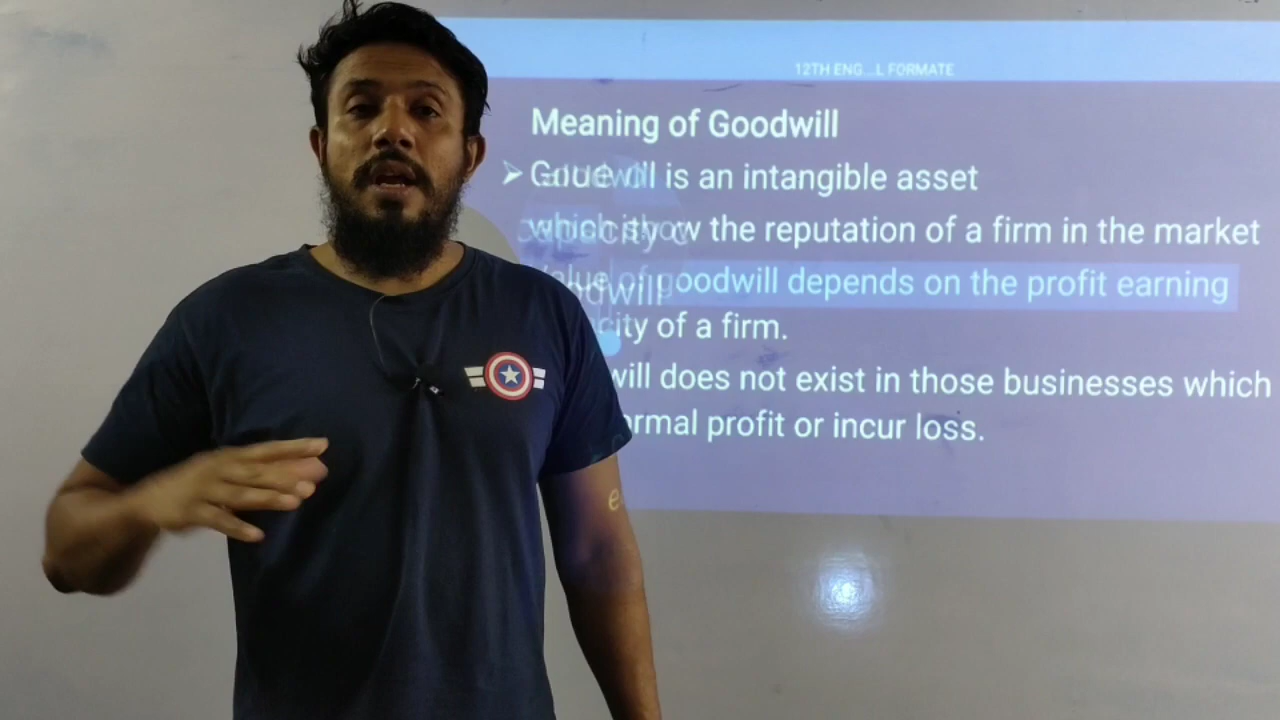 12TH ENG...L FORMATE
Meaning of Goodwill
➤ is an intangible asset
the reputation of a firm in the market
goodwill depends on the profit earning
city of a firm.
will does not exist in those businesses which
ormal profit or incur loss.